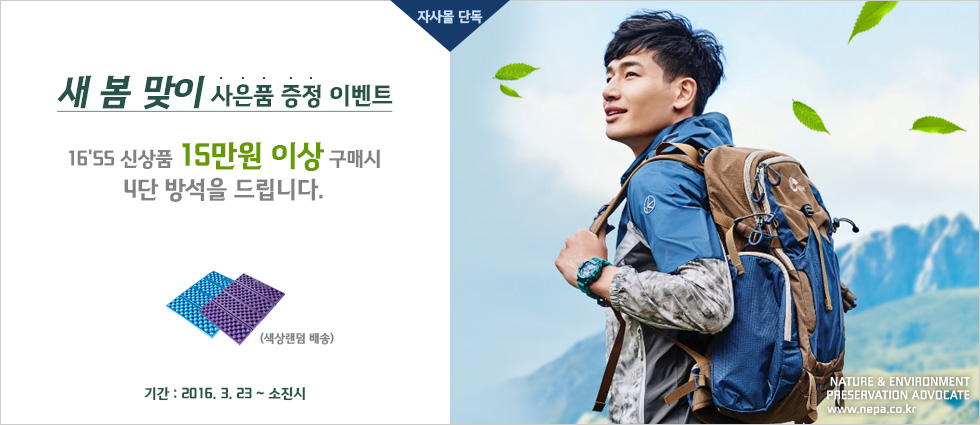 자사몰 단독
새 봄 맞이 사은품 증정 이벤트
16'SS 신상품 15만원 이상 구매시
4단 방석을 드립니다.
(색상랜덤 배송)
기간 : 2016. 3. 23 ~ 소진시
NATURE & ENVIRONMENT
PRESERVATION ADVOCATE
www.nepa.co.kr